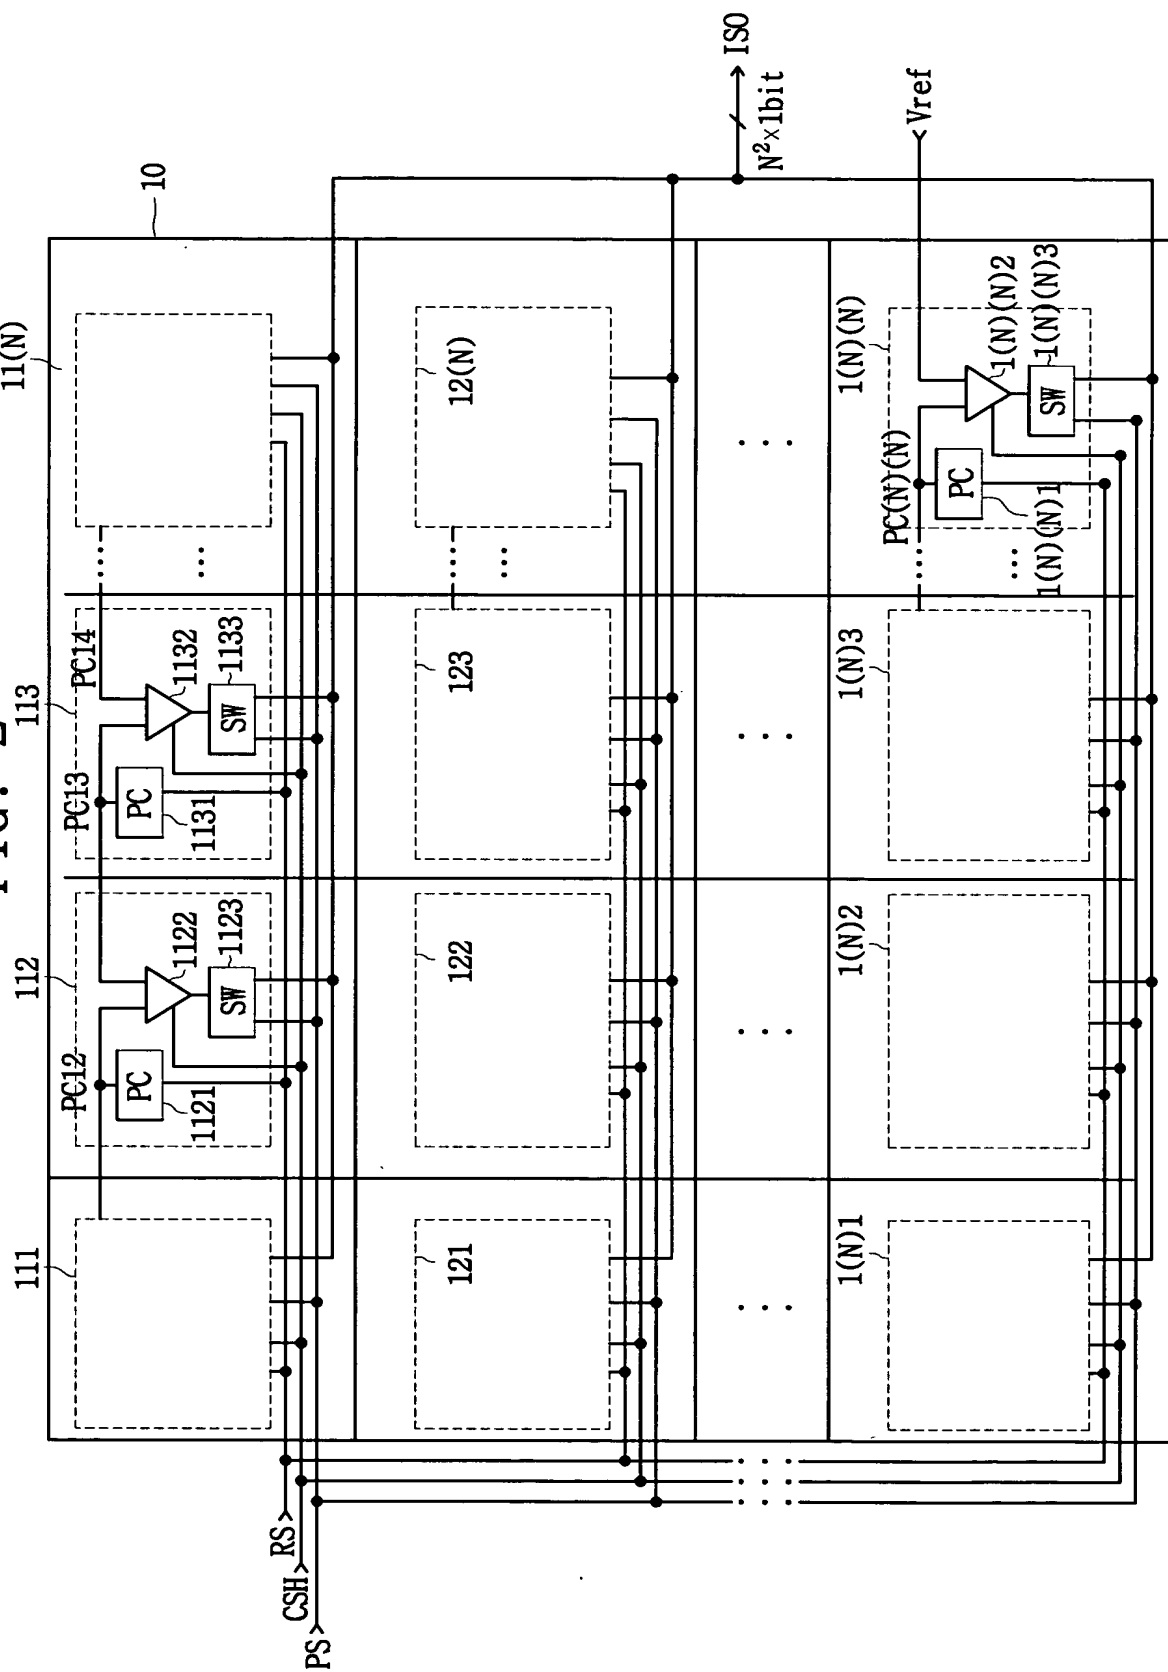 FIG. 2
10
111
112
113
11(N)
PC12
PC13
PC14
PC
1121
1122
SW
1123
PC
1131
1132
SW
1133
RS
CSH
PS
121
122
123
12(N)
ISO
N²×1bit
Vref
1(N)1
1(N)2
1(N)3
1(N)(N)
PC(N)(N)
PC
1(N)(N)1
1(N)(N)2
SW
1(N)(N)3